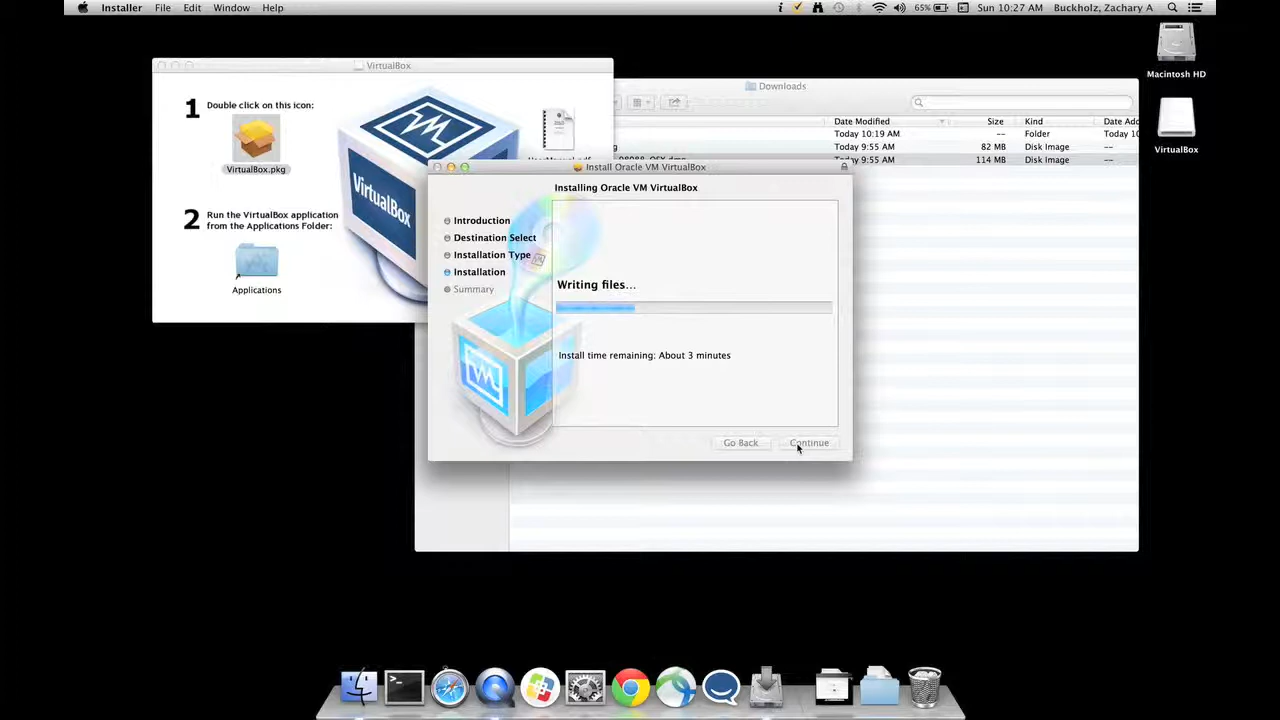 Installer File Edit Window Help
65% Sun 10:27 AM Buckholz, Zachary A
Macintosh HD
VirtualBox
VirtualBox
1 Double click on this icon:
VirtualBox.pkg
2 Run the VirtualBox application
from the Applications Folder:
Applications
VirtualBox
Downloads
Date Modified Size Kind Date Add
Today 10:19 AM -- Folder Today 10
Today 9:55 AM 82 MB Disk Image --
Today 9:55 AM 114 MB Disk Image --
Install Oracle VM VirtualBox
Installing Oracle VM VirtualBox
Introduction
Destination Select
Installation Type
Installation
Summary
Writing files...
Install time remaining: About 3 minutes
Go Back Continue